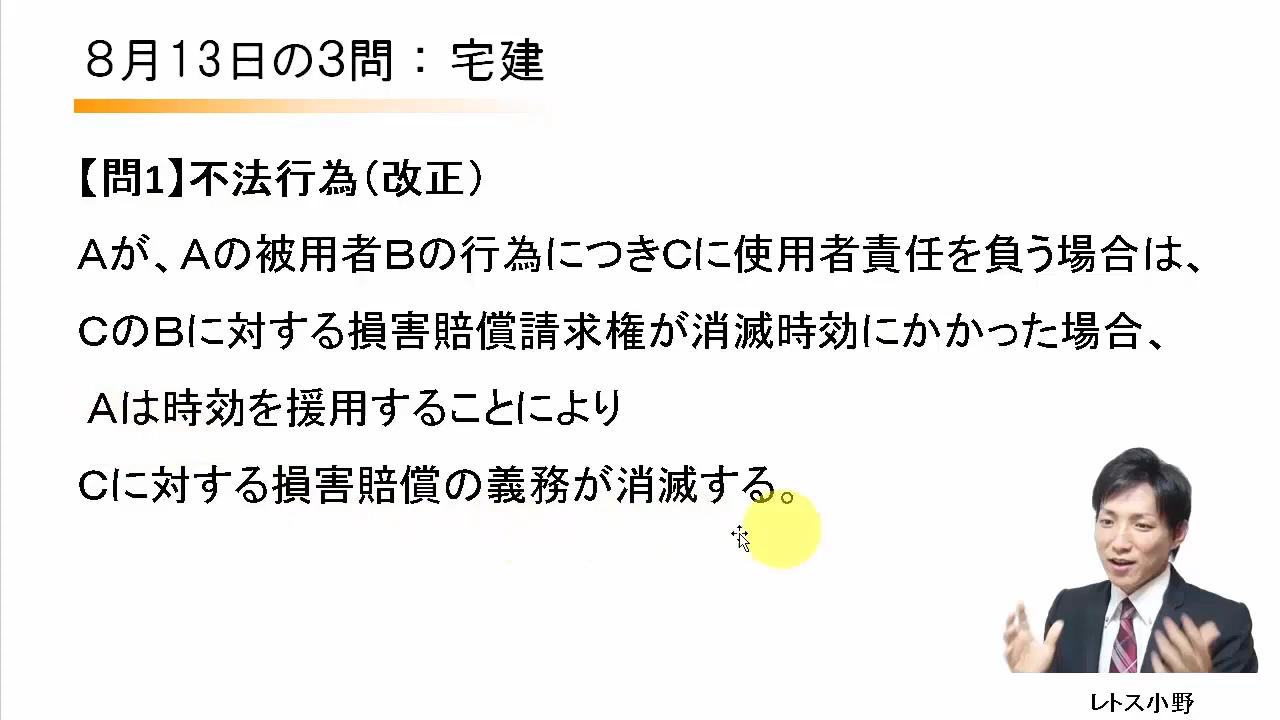 ８月13日の３問：宅建
【問1】不法行為（改正）
Ａが、Ａの被用者Ｂの行為につきＣに使用者責任を負う場合は、
ＣのＢに対する損害賠償請求権が消滅時効にかかった場合、
Ａは時効を援用することにより
Ｃに対する損害賠償の義務が消滅する。
レトス小野